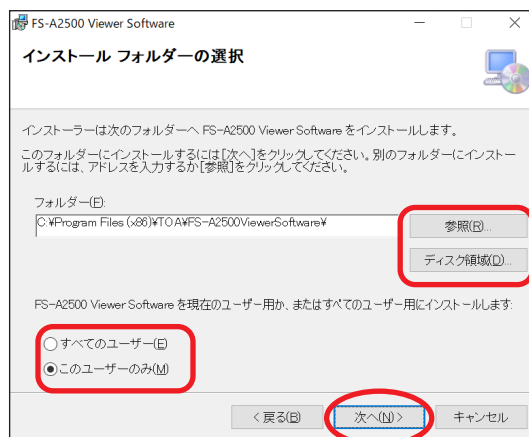 FS-A2500 Viewer Software
インストール フォルダーの選択
インストーラーは次のフォルダーへ FS-A2500 Viewer Software をインストールします。
このフォルダーにインストールするには[次へ]をクリックしてください。別のフォルダーにインストー
ルするには、アドレスを入力するか[参照]をクリックしてください。
フォルダー(F):
C:¥Program Files (x86)¥TOA¥FS-A2500ViewerSoftware¥
参照(R)...
ディスク領域(D)...
FS-A2500 Viewer Software を現在のユーザー用か、またはすべてのユーザー用にインストールします:
すべてのユーザー(E)
このユーザーのみ(M)
< 戻る(B)
次へ(N) >
キャンセル